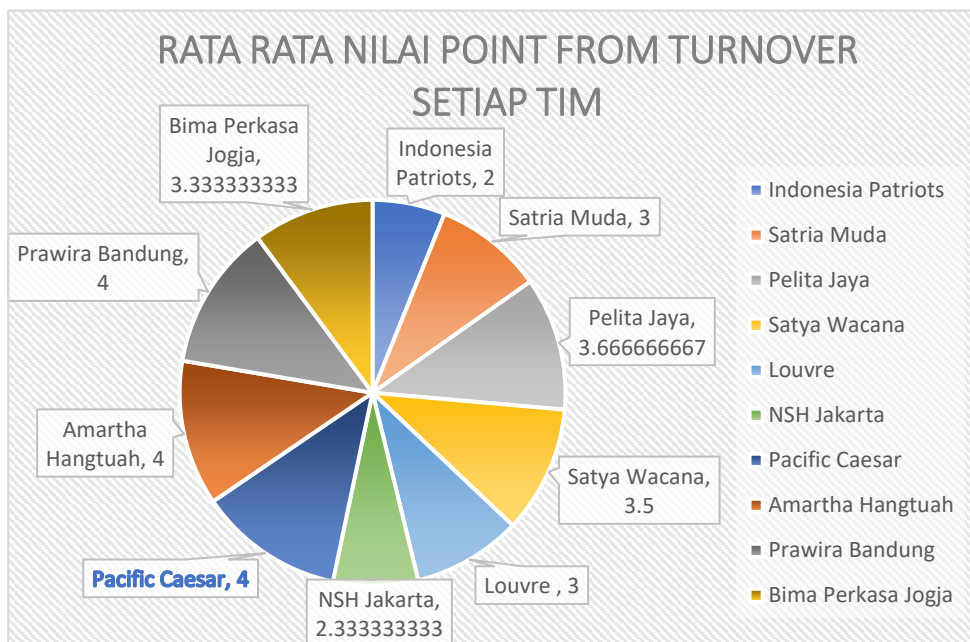 RATA RATA NILAI POINT FROM TURNOVER
SETIAP TIM
Bima Perkasa
Jogja,
3.333333333
Indonesia
Patriots, 2
Satria Muda, 3
Prawira Bandung,
4
Pelita Jaya,
3.666666667
Amartha
Hangtuah, 4
Satya Wacana,
3.5
Pacific Caesar, 4
NSH Jakarta,
2.333333333
Louvre , 3
Indonesia Patriots
Satria Muda
Pelita Jaya
Satya Wacana
Louvre
NSH Jakarta
Pacific Caesar
Amartha Hangtuah
Prawira Bandung
Bima Perkasa Jogja